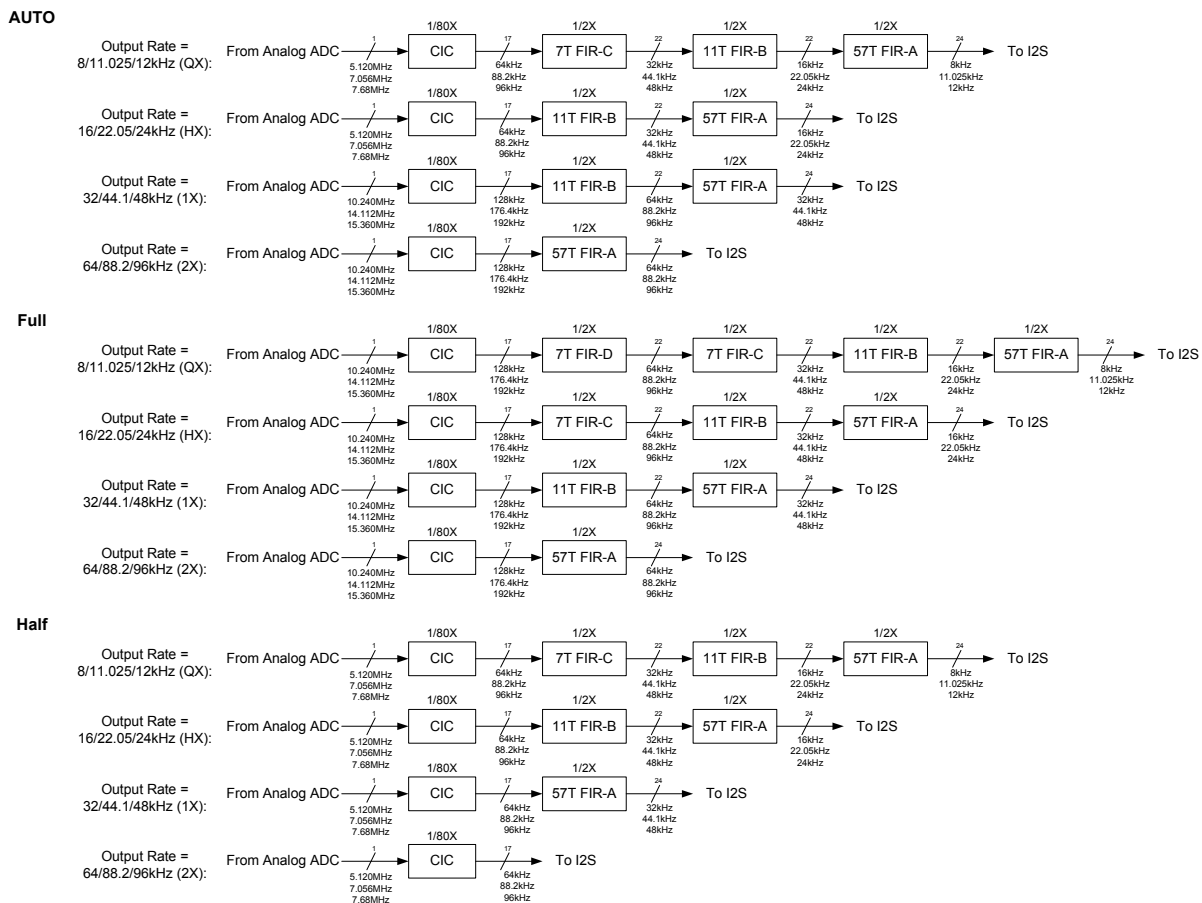 AUTO
1/80X 1/2X 1/2X 1/2X
Output Rate =
8/11.025/12kHz (QX):
From Analog ADC 1 CIC 17 7T FIR-C 22 11T FIR-B 22 57T FIR-A 24 To I2S
5.120MHz 64kHz 32kHz 16kHz 8kHz
7.056MHz 88.2kHz 44.1kHz 22.05kHz 11.025kHz
7.68MHz 96kHz 48kHz 24kHz 12kHz
1/80X 1/2X 1/2X
Output Rate =
16/22.05/24kHz (HX):
From Analog ADC 1 CIC 17 11T FIR-B 22 57T FIR-A 24 To I2S
5.120MHz 64kHz 32kHz 16kHz
7.056MHz 88.2kHz 44.1kHz 22.05kHz
7.68MHz 96kHz 48kHz 24kHz
1/80X 1/2X 1/2X
Output Rate =
32/44.1/48kHz (1X):
From Analog ADC 1 CIC 17 11T FIR-B 22 57T FIR-A 24 To I2S
10.240MHz 128kHz 64kHz 32kHz
14.112MHz 176.4kHz 88.2kHz 44.1kHz
15.360MHz 192kHz 96kHz 48kHz
1/80X 1/2X
Output Rate =
64/88.2/96kHz (2X):
From Analog ADC 1 CIC 17 57T FIR-A 24 To I2S
10.240MHz 128kHz 64kHz
14.112MHz 176.4kHz 88.2kHz
15.360MHz 192kHz 96kHz
Full
1/80X 1/2X 1/2X 1/2X 1/2X
Output Rate =
8/11.025/12kHz (QX):
From Analog ADC 1 CIC 17 7T FIR-D 22 7T FIR-C 22 11T FIR-B 22 57T FIR-A 24 To I2S
10.240MHz 128kHz 64kHz 32kHz 16kHz 8kHz
14.112MHz 176.4kHz 88.2kHz 44.1kHz 22.05kHz 11.025kHz
15.360MHz 192kHz 96kHz 48kHz 24kHz 12kHz
1/80X 1/2X 1/2X 1/2X
Output Rate =
16/22.05/24kHz (HX):
From Analog ADC 1 CIC 17 7T FIR-C 22 11T FIR-B 22 57T FIR-A 24 To I2S
10.240MHz 128kHz 64kHz 32kHz 16kHz
14.112MHz 176.4kHz 88.2kHz 44.1kHz 22.05kHz
15.360MHz 192kHz 96kHz 48kHz 24kHz
1/80X 1/2X 1/2X
Output Rate =
32/44.1/48kHz (1X):
From Analog ADC 1 CIC 17 11T FIR-B 22 57T FIR-A 24 To I2S
10.240MHz 128kHz 64kHz 32kHz
14.112MHz 176.4kHz 88.2kHz 44.1kHz
15.360MHz 192kHz 96kHz 48kHz
1/80X 1/2X
Output Rate =
64/88.2/96kHz (2X):
From Analog ADC 1 CIC 17 57T FIR-A 24 To I2S
10.240MHz 128kHz 64kHz
14.112MHz 176.4kHz 88.2kHz
15.360MHz 192kHz 96kHz
Half
1/80X 1/2X 1/2X 1/2X
Output Rate =
8/11.025/12kHz (QX):
From Analog ADC 1 CIC 17 7T FIR-C 22 11T FIR-B 22 57T FIR-A 24 To I2S
5.120MHz 64kHz 32kHz 16kHz 8kHz
7.056MHz 88.2kHz 44.1kHz 22.05kHz 11.025kHz
7.68MHz 96kHz 48kHz 24kHz 12kHz
1/80X 1/2X 1/2X
Output Rate =
16/22.05/24kHz (HX):
From Analog ADC 1 CIC 17 11T FIR-B 22 57T FIR-A 24 To I2S
5.120MHz 64kHz 32kHz 16kHz
7.056MHz 88.2kHz 44.1kHz 22.05kHz
7.68MHz 96kHz 48kHz 24kHz
1/80X 1/2X
Output Rate =
32/44.1/48kHz (1X):
From Analog ADC 1 CIC 17 57T FIR-A 24 To I2S
5.120MHz 64kHz 32kHz
7.056MHz 88.2kHz 44.1kHz
7.68MHz 96kHz 48kHz
1/80X
Output Rate =
64/88.2/96kHz (2X):
From Analog ADC 1 CIC 17 To I2S
5.120MHz 64kHz
7.056MHz 88.2kHz
7.68MHz 96kHz